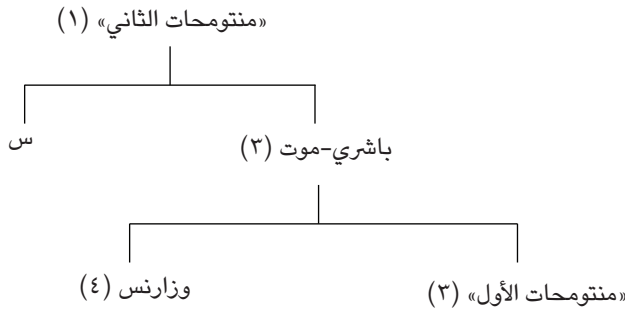 «منتومحات الثاني» (١)
باشري-موت (٣)
س
«منتومحات الأول» (٣)
وزارنس (٤)